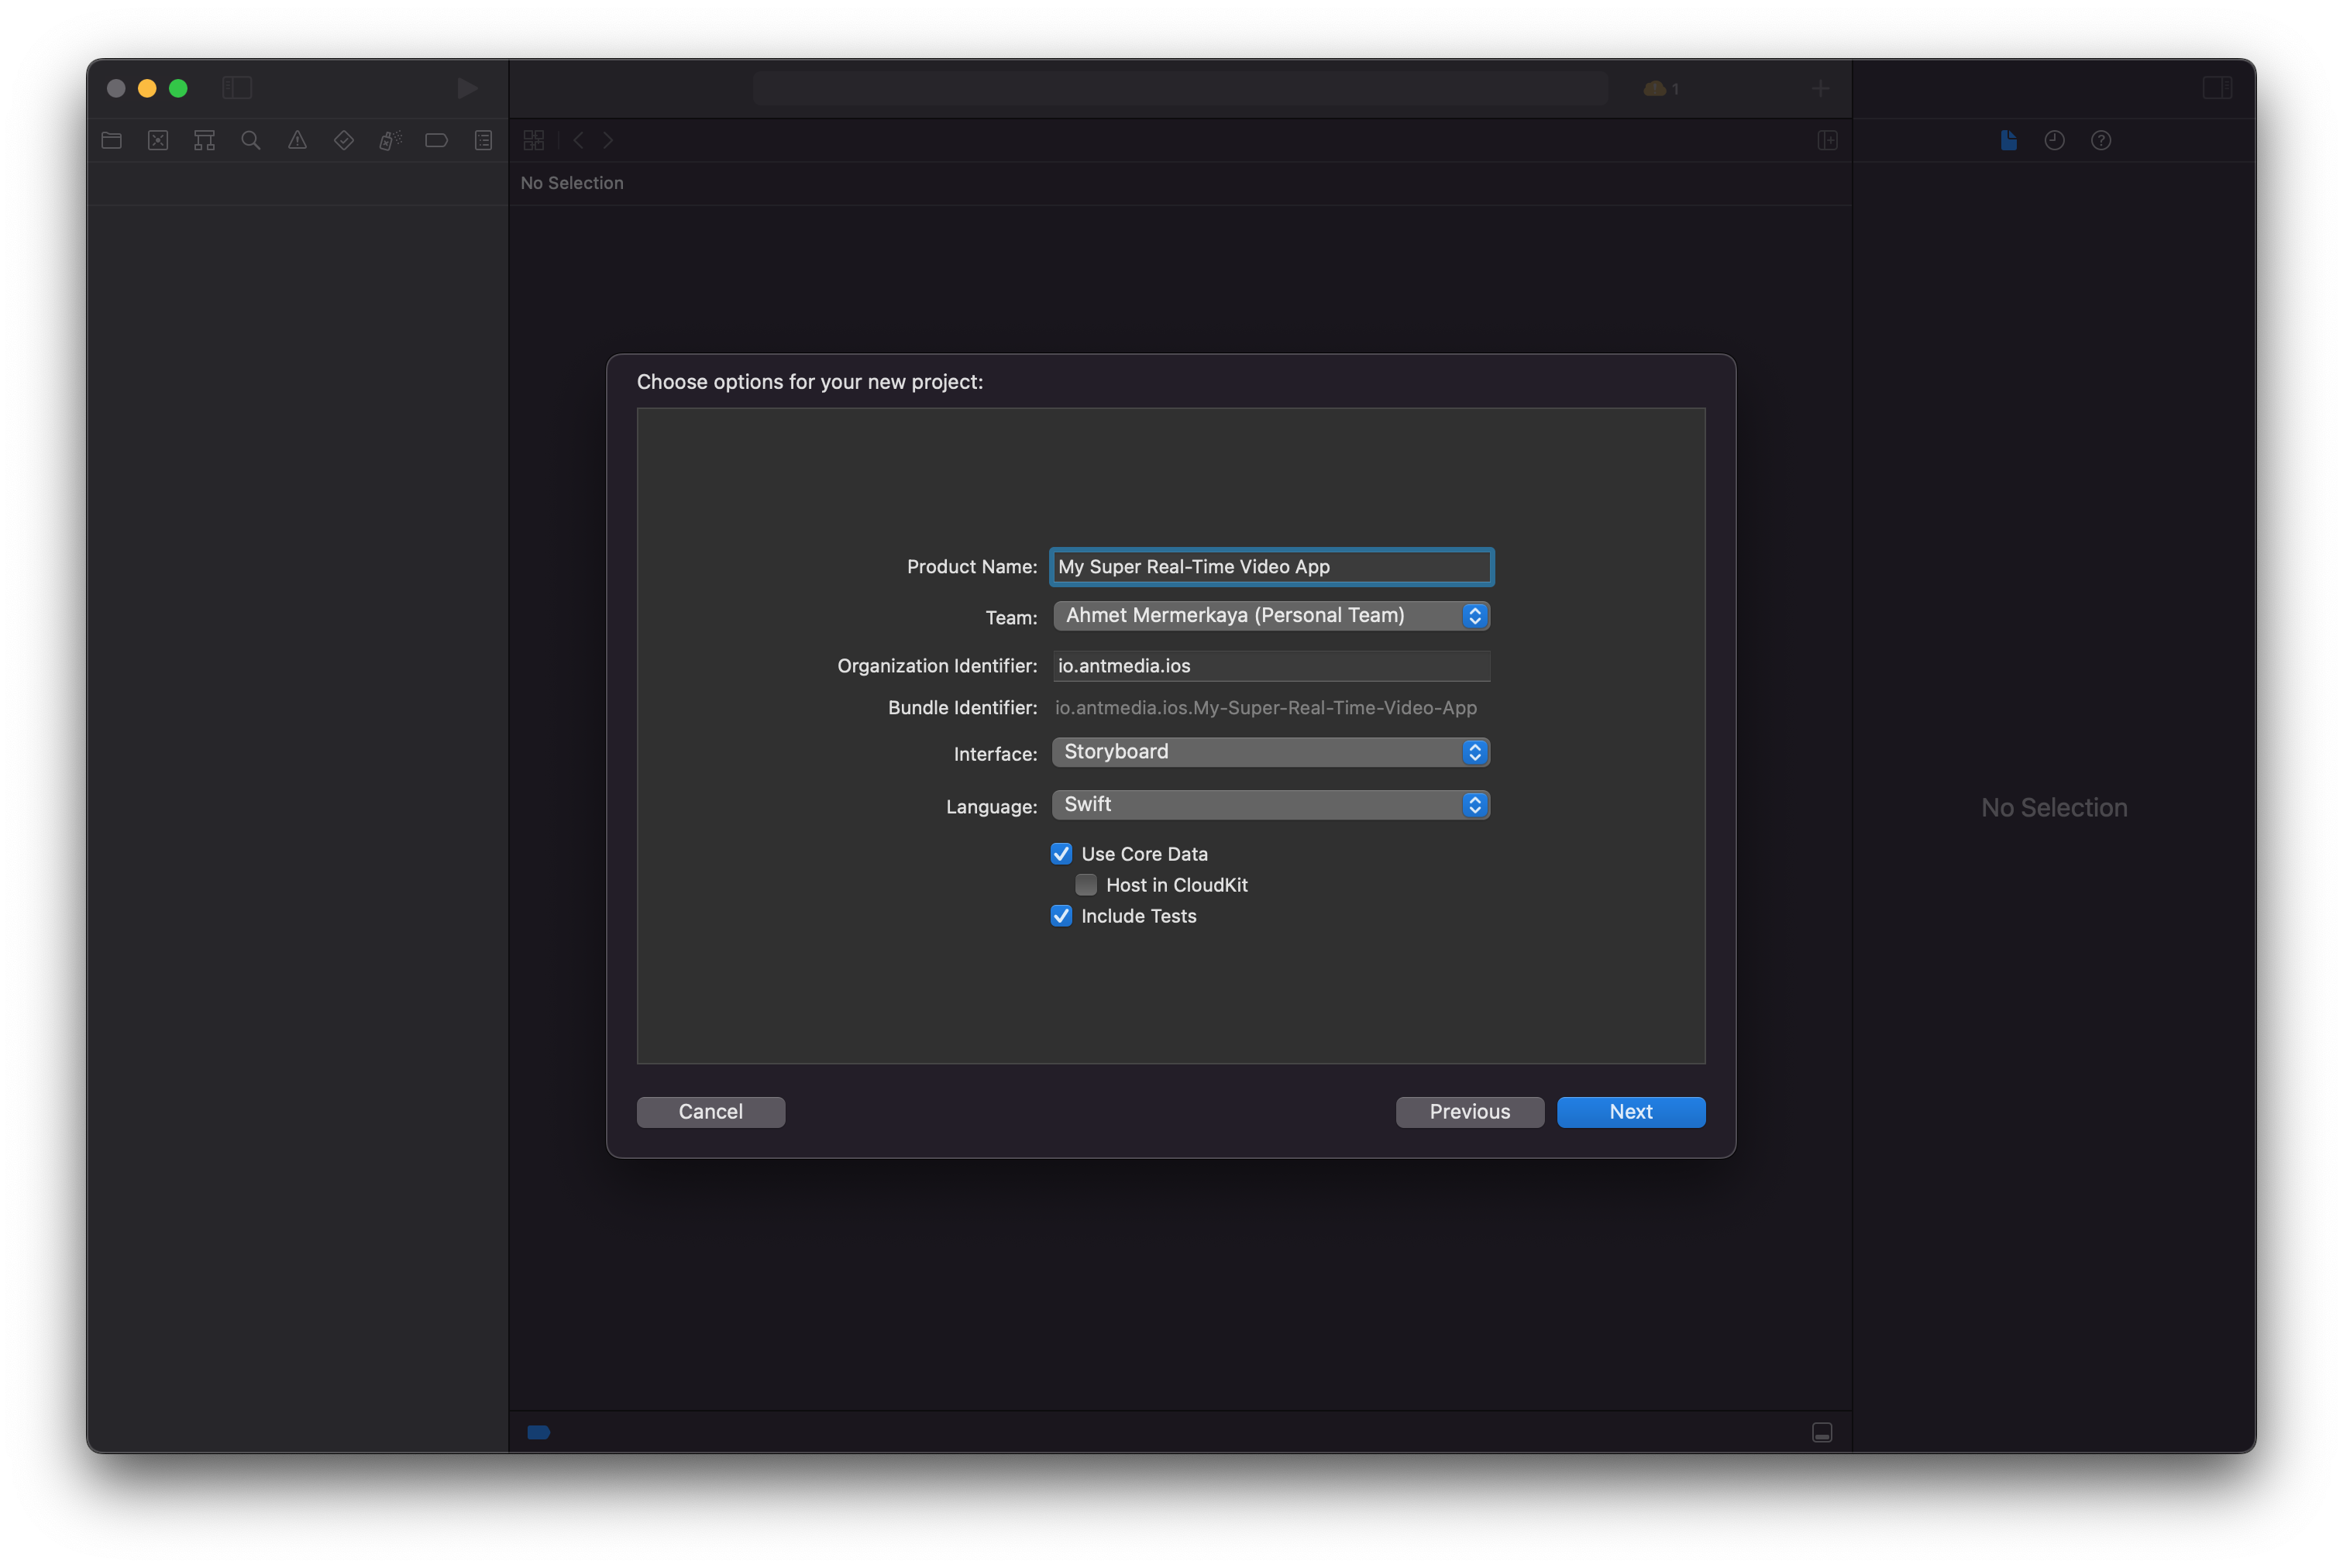 1
No Selection
Choose options for your new project:
Product Name: My Super Real-Time Video App
Team: Ahmet Mermerkaya (Personal Team)
Organization Identifier: io.antmedia.ios
Bundle Identifier: io.antmedia.ios.My-Super-Real-Time-Video-App
Interface: Storyboard
Language: Swift
Use Core Data
Host in CloudKit
Include Tests
Cancel Previous Next
No Selection